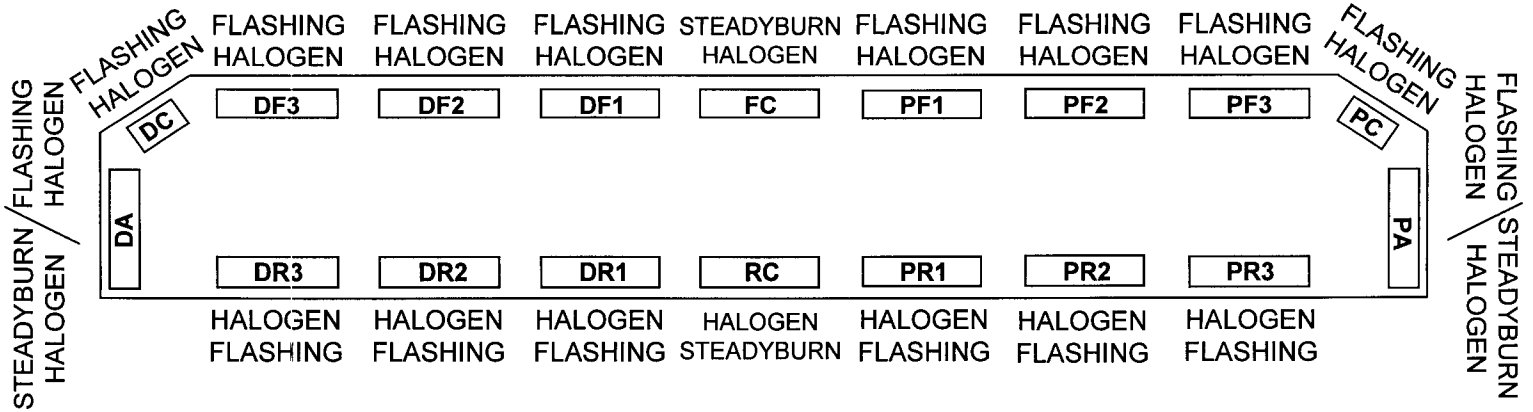 FLASHING HALOGEN
FLASHING HALOGEN
FLASHING HALOGEN
FLASHING HALOGEN
STEADYBURN HALOGEN
FLASHING HALOGEN
FLASHING HALOGEN
FLASHING HALOGEN
FLASHING HALOGEN
DC
DF3
DF2
DF1
FC
PF1
PF2
PF3
PC
FLASHING HALOGEN / STEADYBURN HALOGEN
DA
PA
FLASHING HALOGEN / STEADYBURN HALOGEN
DR3
DR2
DR1
RC
PR1
PR2
PR3
HALOGEN FLASHING
HALOGEN FLASHING
HALOGEN FLASHING
HALOGEN STEADYBURN
HALOGEN FLASHING
HALOGEN FLASHING
HALOGEN FLASHING